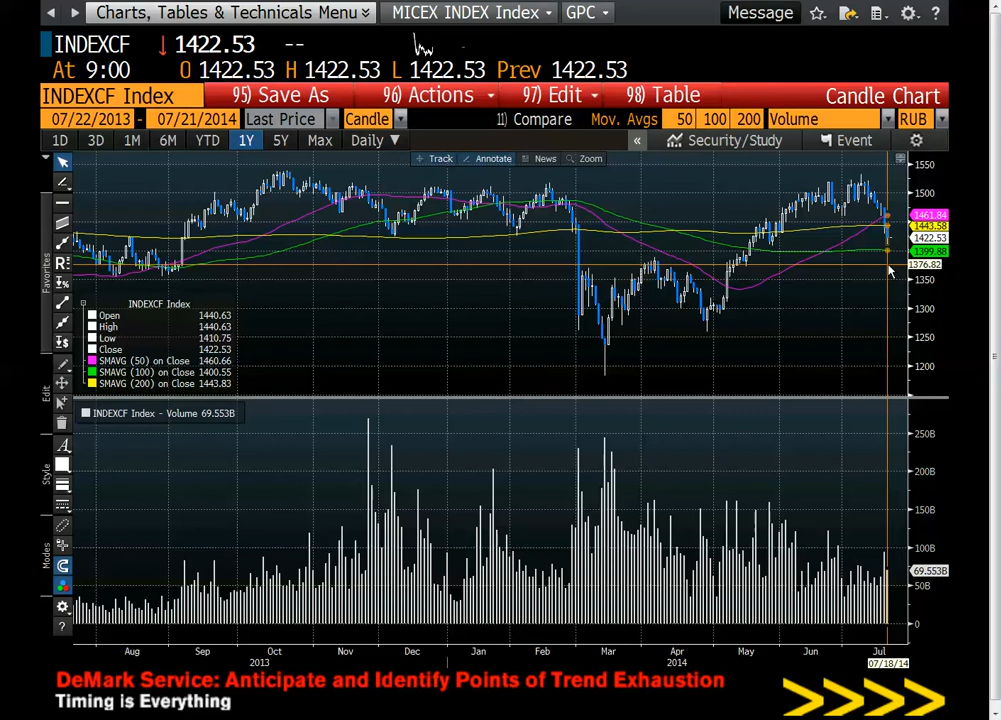 Charts, Tables & Technicals Menu MICEX INDEX Index GPC Message ?
INDEXCF 1422.53 --
At 9:00 O 1422.53 H 1422.53 L 1422.53 Prev 1422.53
INDEXCF Index 95) Save As 96) Actions 97) Edit 98) Table Candle Chart
07/22/2013 - 07/21/2014 Last Price Candle 11) Compare Mov. Avgs 50 100 200 Volume RUB
1D 3D 1M 6M YTD 1Y 5Y Max Daily « Security/Study Event
Track Annotate News Zoom
1550
1500
1461.84
1443.58
1422.53
1399.88
1376.82
1350
1300
1250
1200
Favorites
Edit
Style
Modes
INDEXCF Index
Open 1440.63
High 1440.63
Low 1410.75
Close 1422.53
SMAVG (50) on Close 1460.66
SMAVG (100) on Close 1400.55
SMAVG (200) on Close 1443.83
INDEXCF Index - Volume 69.553B
250B
200B
150B
100B
69.553B
50B
0
Aug Sep Oct Nov Dec Jan Feb Mar Apr May Jun Jul
2013 2014 07/18/14
DeMark Service: Anticipate and Identify Points of Trend Exhaustion
Timing is Everything